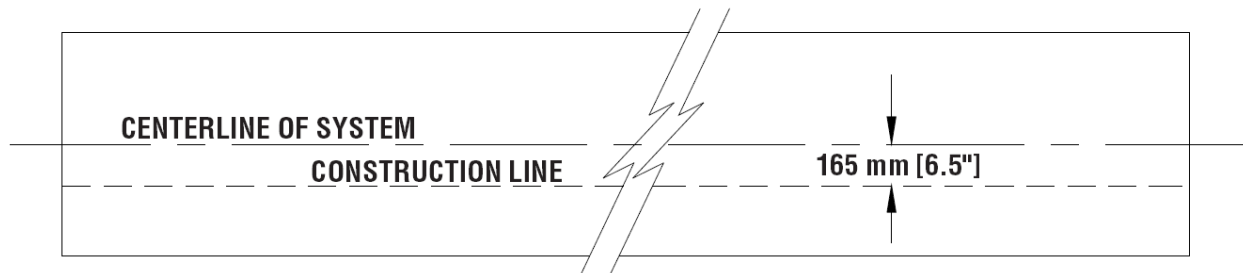 CENTERLINE OF SYSTEM
CONSTRUCTION LINE
165 mm [6.5"]